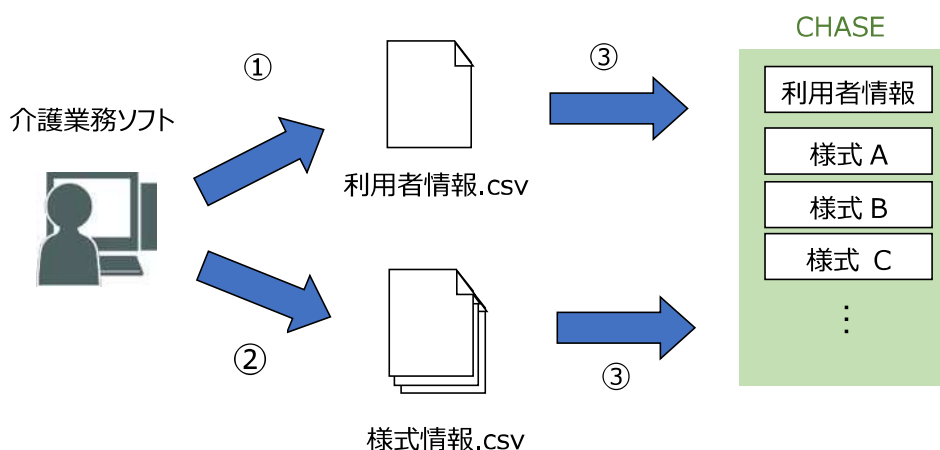 CHASE
①
③
介護業務ソフト
利用者情報
様式 A
利用者情報.csv
様式 B
様式 C
⋮
②
③
様式情報.csv